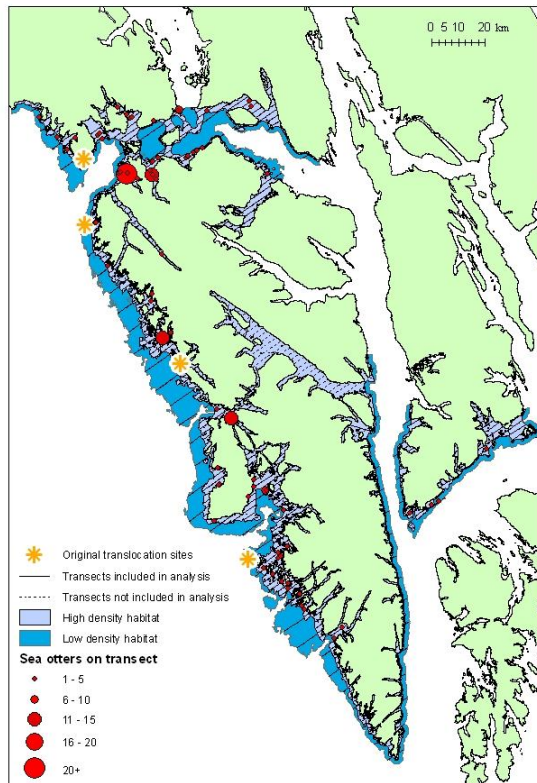 0 5 10 20 km
Original translocation sites
Transects included in analysis
Transects not included in analysis
High density habitat
Low density habitat
Sea otters on transect
1 - 5
6 - 10
11 - 15
16 - 20
20+